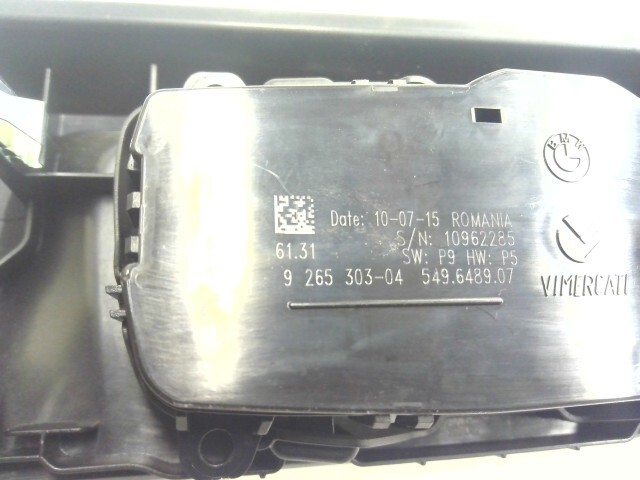 BMW
Date: 10-07-15 ROMANIA
S/N: 10962285
61.31 SW: P9 HW: P5
9 265 303-04 549.6489.07
VIMERCATI